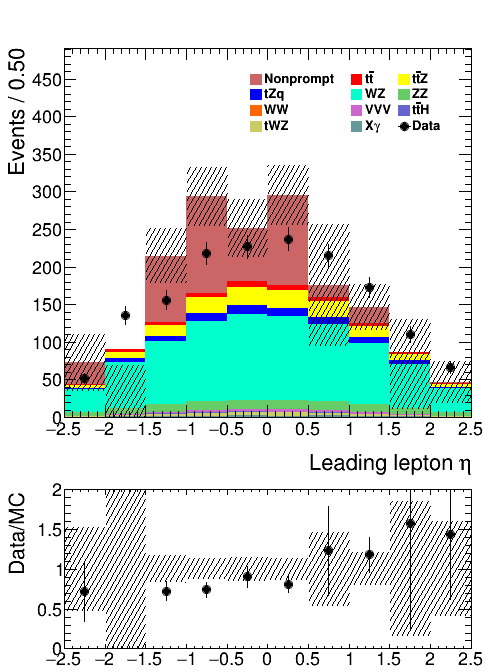 Events / 0.50
450
400
350
300
250
200
150
100
50
0
Nonprompt tt̄ tt̄Z
tZq WZ ZZ
WW VVV tt̄H
tWZ Xγ Data
−2.5 −2 −1.5 −1 −0.5 0 0.5 1 1.5 2 2.5
Leading lepton η
Data/MC
2
1.5
1
0.5
0
−2.5 −2 −1.5 −1 −0.5 0 0.5 1 1.5 2 2.5